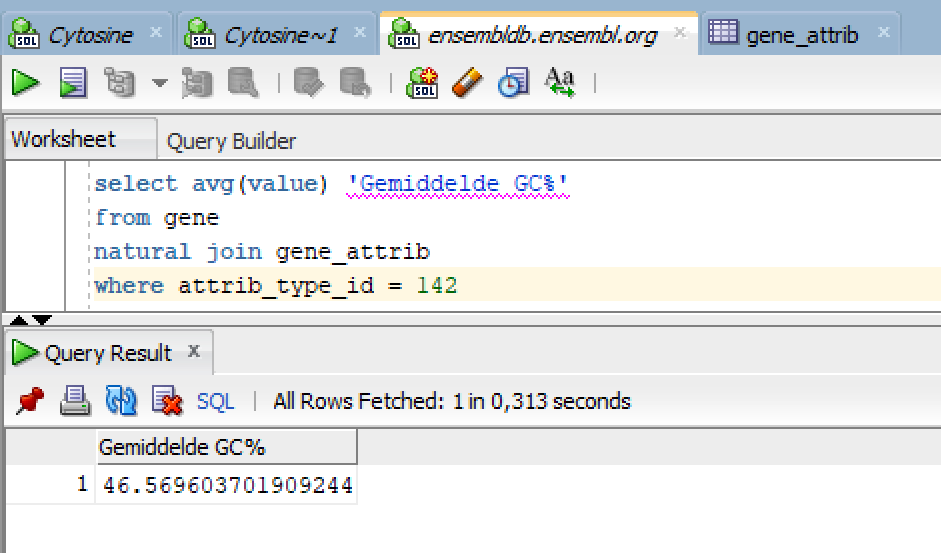 Cytosine Cytosine~1 ensembldb.ensembl.org gene_attrib
Worksheet Query Builder
select avg(value) 'Gemiddelde GC%'
from gene
natural join gene_attrib
where attrib_type_id = 142
Query Result x
SQL All Rows Fetched: 1 in 0,313 seconds
Gemiddelde GC%
1 46.569603701909244